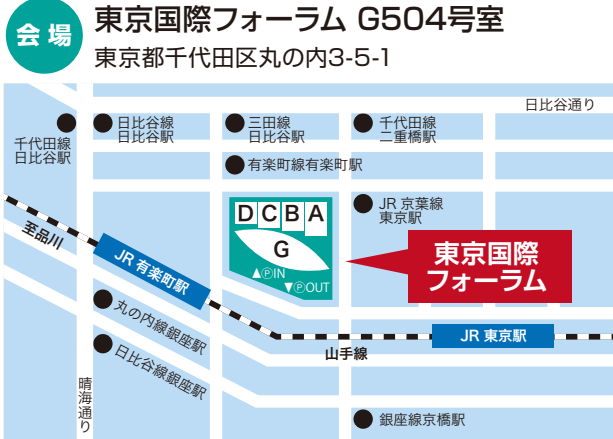 会場
東京国際フォーラム G504号室
東京都千代田区丸の内3-5-1
日比谷通り
千代田線
日比谷駅
日比谷線
日比谷駅
三田線
日比谷駅
千代田線
二重橋駅
有楽町線有楽町駅
JR 京葉線
東京駅
D C B A
G
▲ⓅIN
▼ⓅOUT
東京国際
フォーラム
至品川
JR 有楽町駅
丸の内線銀座駅
日比谷線銀座駅
JR 東京駅
山手線
晴海通り
銀座線京橋駅